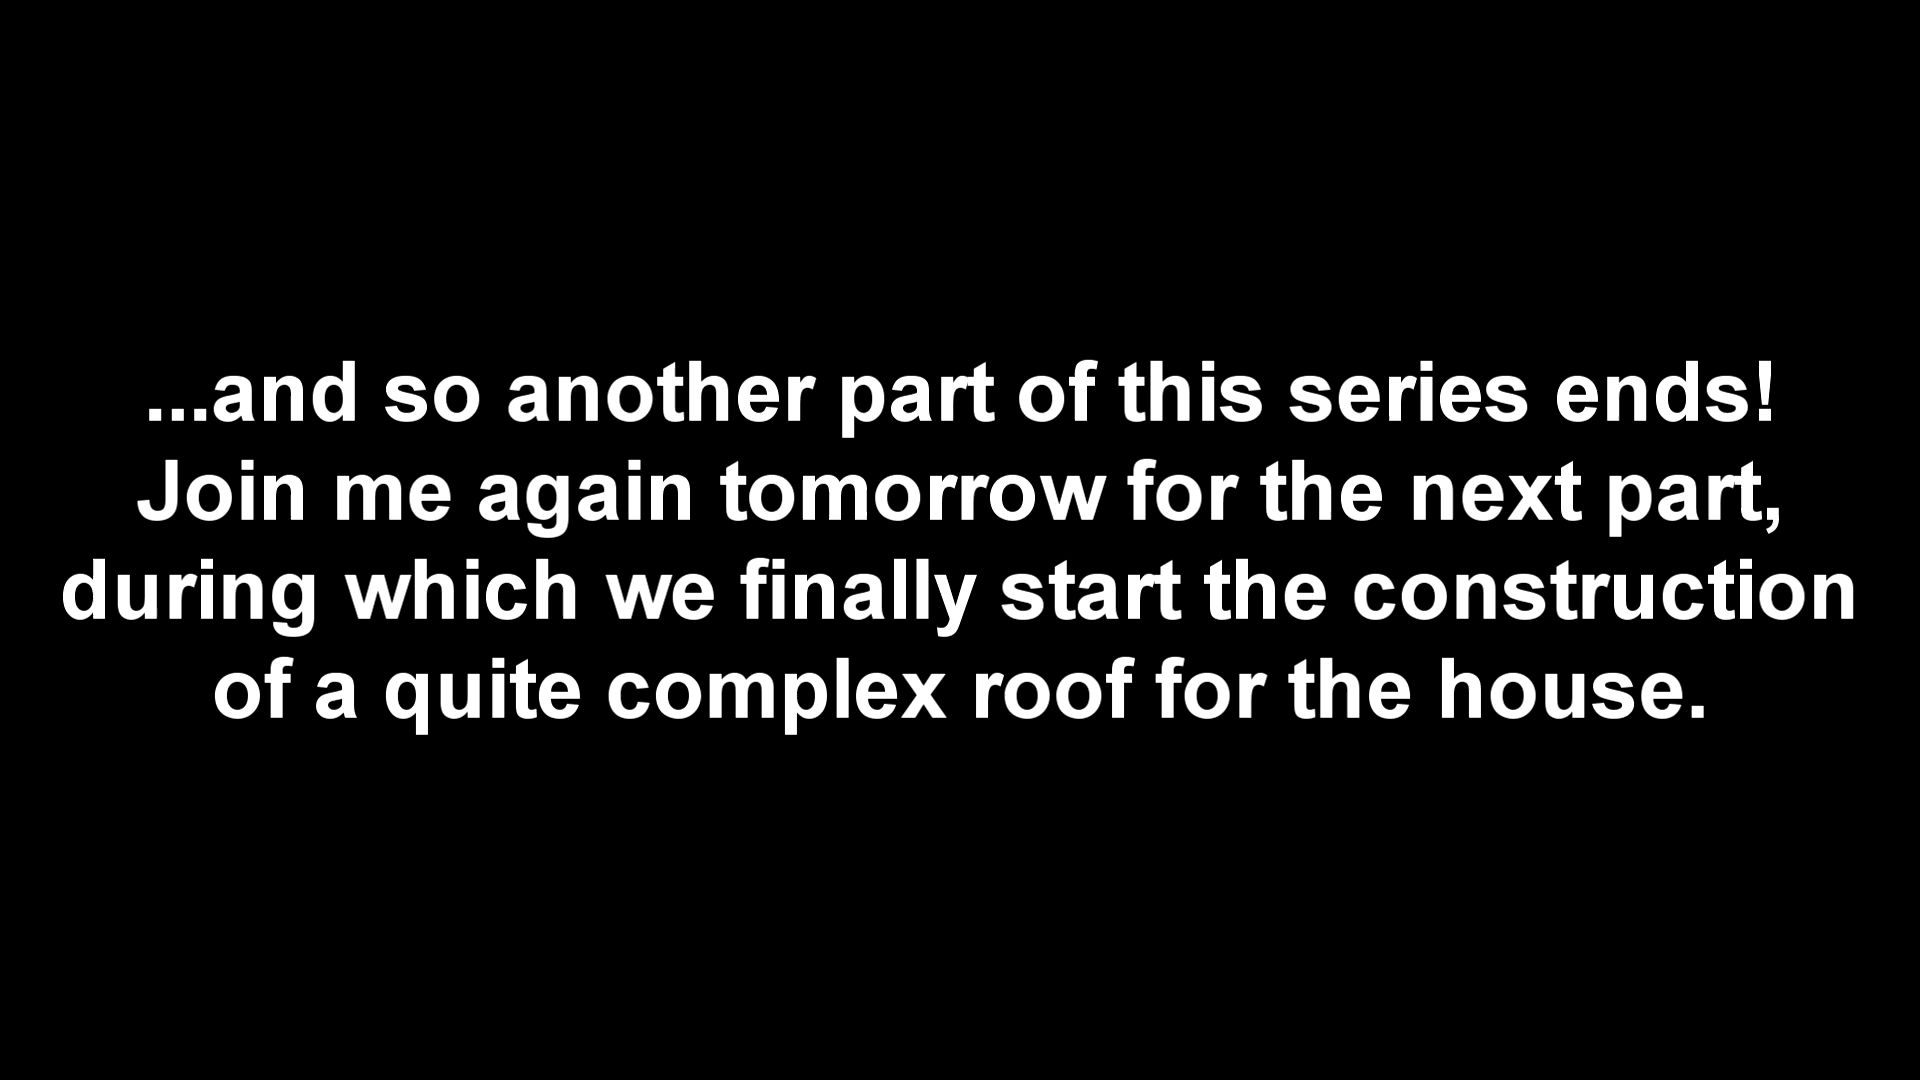 ...and so another part of this series ends!
Join me again tomorrow for the next part,
during which we finally start the construction
of a quite complex roof for the house.